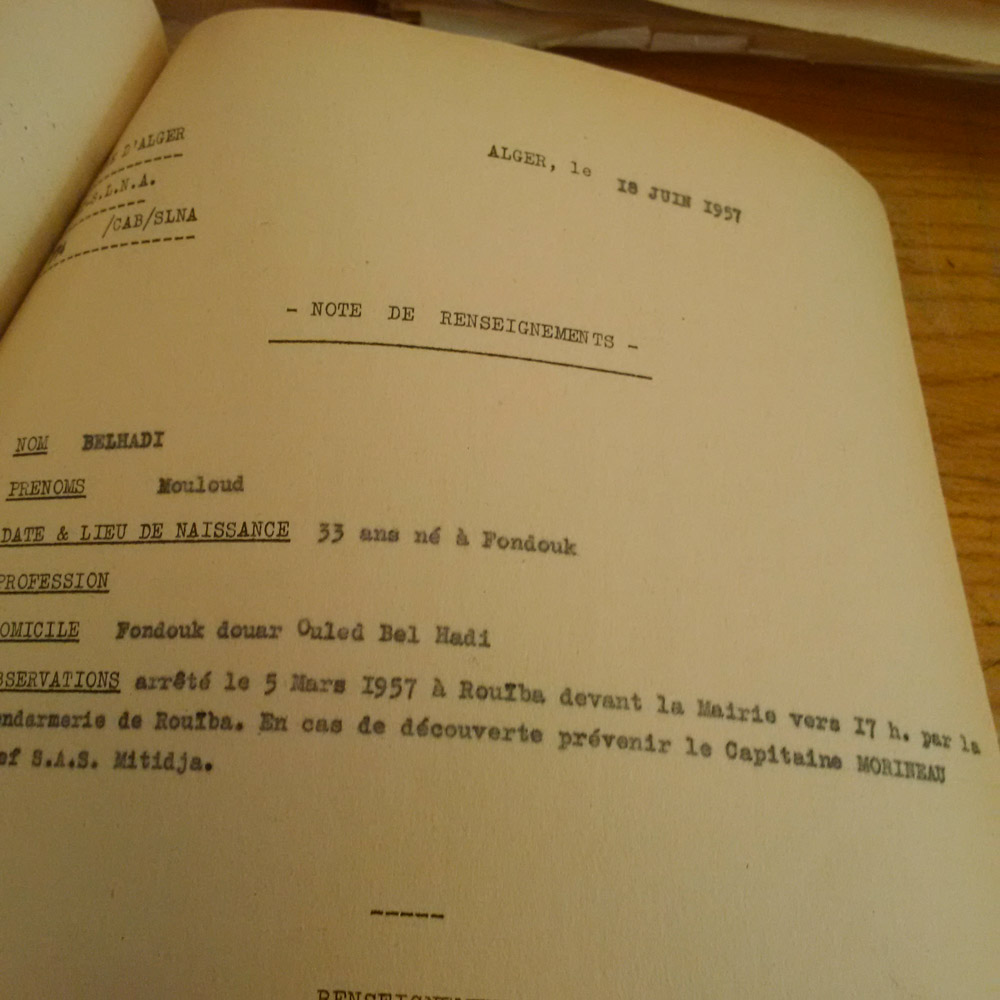 D'ALGER
S.L.N.A.
/CAB/SLNA
ALGER, le 18 JUIN 1957
- NOTE DE RENSEIGNEMENTS -
NOM BELHADI
PRENOMS Mouloud
DATE & LIEU DE NAISSANCE 33 ans né à Fondouk
PROFESSION
OMICILE Fondouk douar Ouled Bel Hadi
BSERVATIONS arrêté le 5 Mars 1957 à Rouïba devant la Mairie vers 17 h. par la
endarmerie de Rouïba. En cas de découverte prévenir le Capitaine MORINEAU
ef S.A.S. Mitidja.
-----